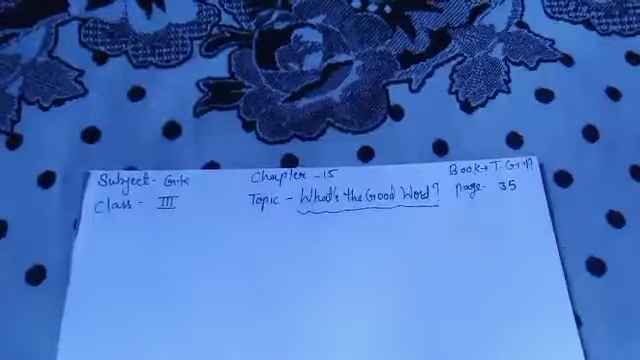 Subject - G.K Chapter - 15 Book → T.G.A
Class - III Topic - What's the Good Word? page - 35